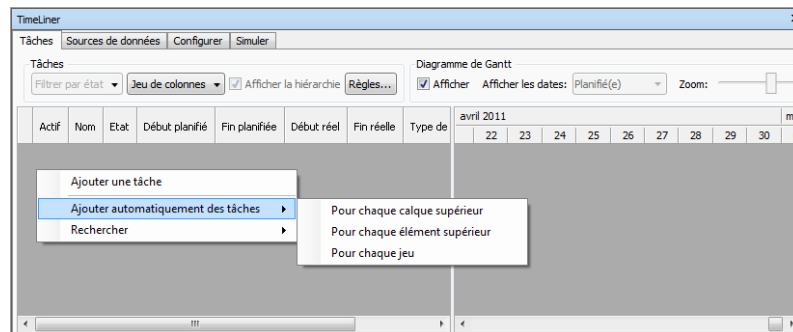 TimeLiner
Tâches Sources de données Configurer Simuler
Tâches
Filtrer par état Jeu de colonnes Afficher la hiérarchie Règles...
Diagramme de Gantt
Afficher Afficher les dates: Planifié(e) Zoom:
Actif Nom Etat Début planifié Fin planifiée Début réel Fin réelle Type de
avril 2011 m
22 23 24 25 26 27 28 29 30
Ajouter une tâche
Ajouter automatiquement des tâches
Rechercher
Pour chaque calque supérieur
Pour chaque élément supérieur
Pour chaque jeu